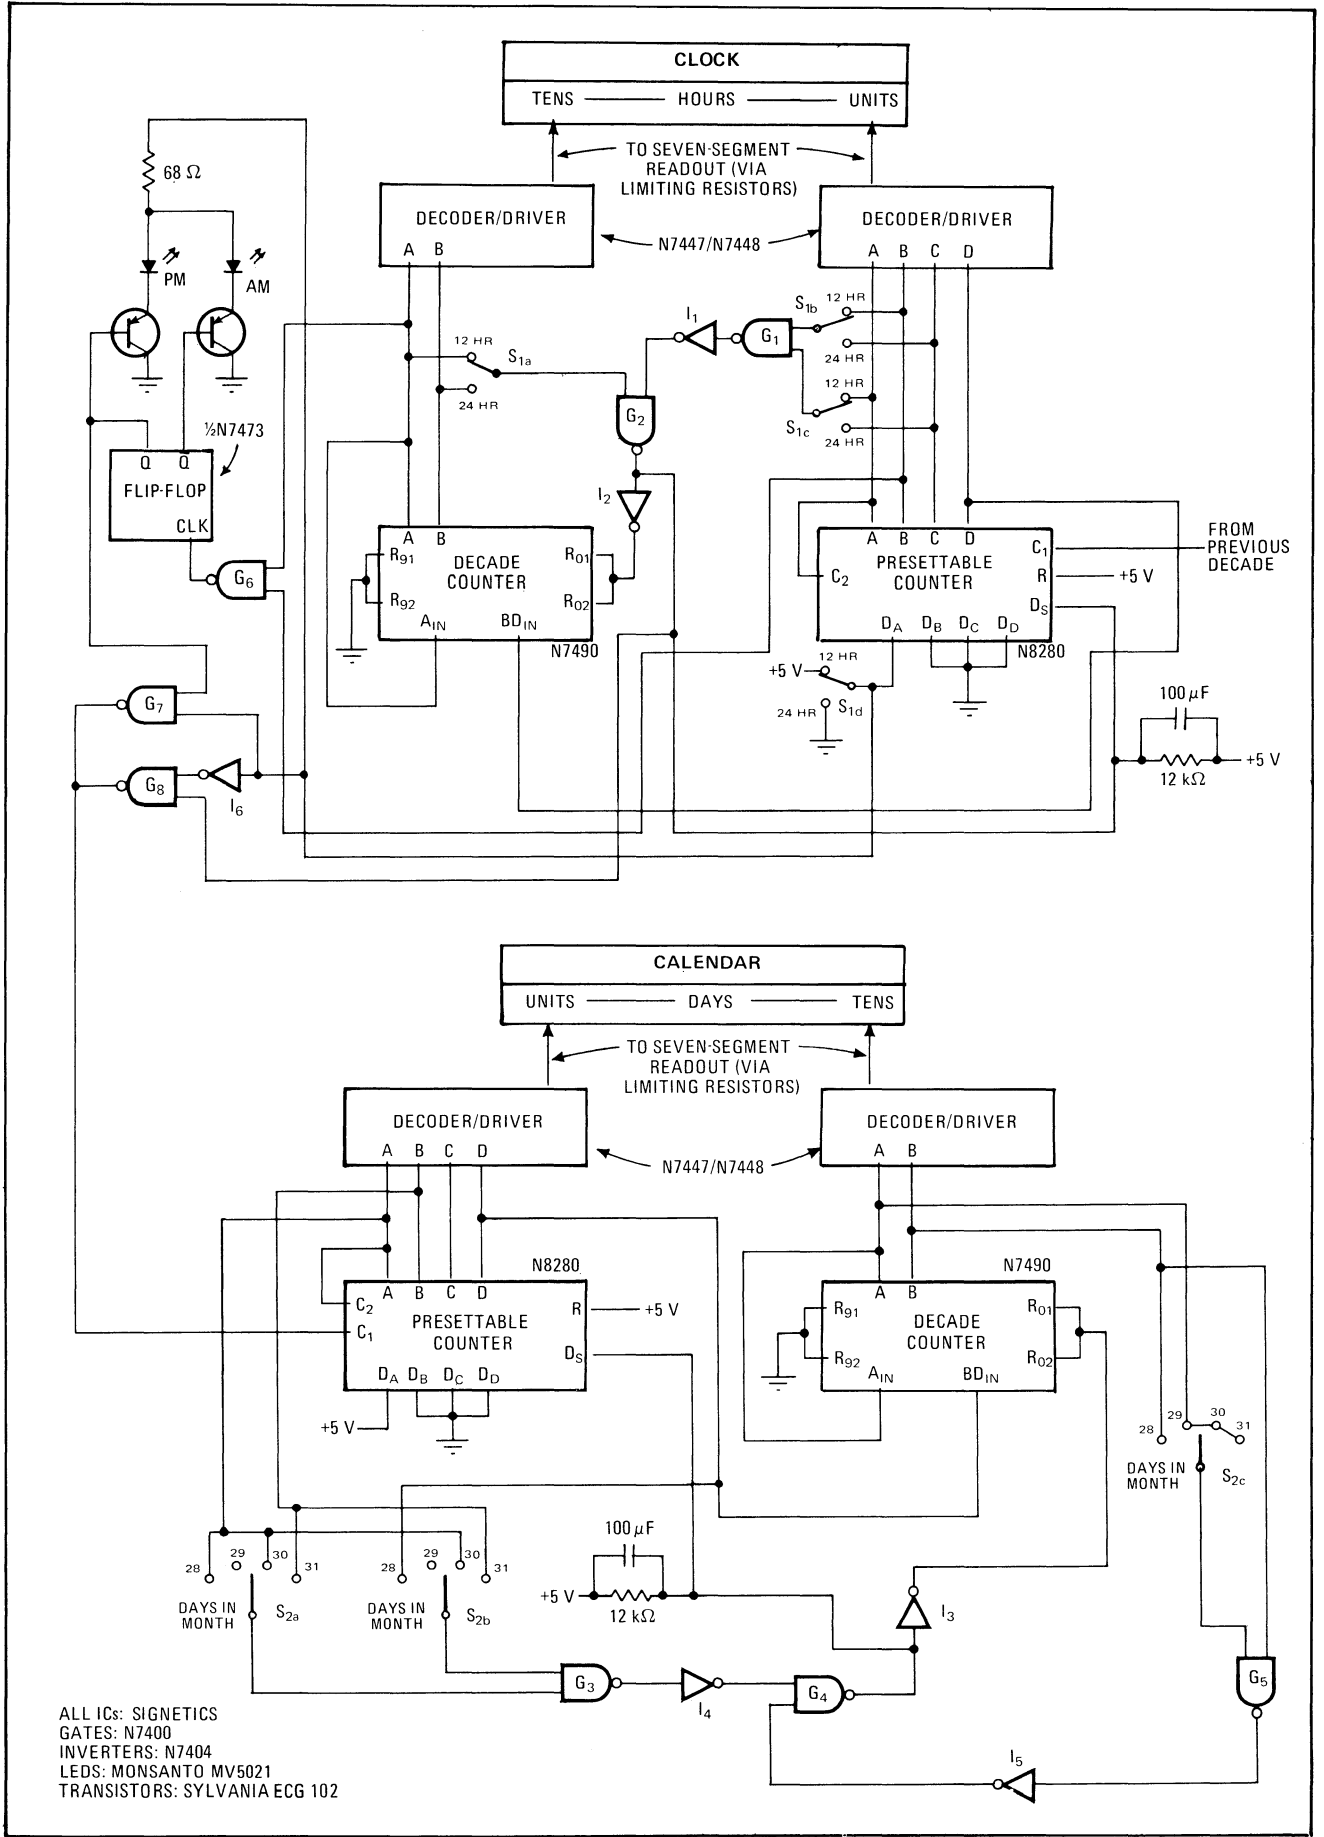 CLOCK
TENS HOURS UNITS
TO SEVEN-SEGMENT
READOUT (VIA
LIMITING RESISTORS)
68 Ω
DECODER/DRIVER
A B
N7447/N7448
DECODER/DRIVER
A B C D
PM
AM
S1b
12 HR
24 HR
I1
G1
12 HR
S1a
24 HR
12 HR
S1c
24 HR
G2
½N7473
Q Q
FLIP-FLOP
CLK
I2
A B
R91
DECADE
COUNTER
R01
R92
R02
AIN
BDIN
N7490
G6
A B C D
PRESETTABLE
COUNTER
C1
C2
R
+5 V
DS
DA DB DC DD
N8280
FROM
PREVIOUS
DECADE
12 HR
+5 V
24 HR
S1d
G7
G8
I6
100 μF
12 kΩ
+5 V
CALENDAR
UNITS DAYS TENS
TO SEVEN-SEGMENT
READOUT (VIA
LIMITING RESISTORS)
DECODER/DRIVER
A B C D
N7447/N7448
DECODER/DRIVER
A B
N8280
A B C D
C2
C1
PRESETTABLE
COUNTER
R
+5 V
DS
DA DB DC DD
+5 V
N7490
A B
R91
DECADE
COUNTER
R01
R92
R02
AIN
BDIN
28 29 30 31
DAYS IN
MONTH
S2c
28 29 30 31
DAYS IN
MONTH
S2a
28 29 30 31
DAYS IN
MONTH
S2b
100 μF
+5 V
12 kΩ
I3
G3
I4
G4
G5
I5
ALL ICs: SIGNETICS
GATES: N7400
INVERTERS: N7404
LEDS: MONSANTO MV5021
TRANSISTORS: SYLVANIA ECG 102